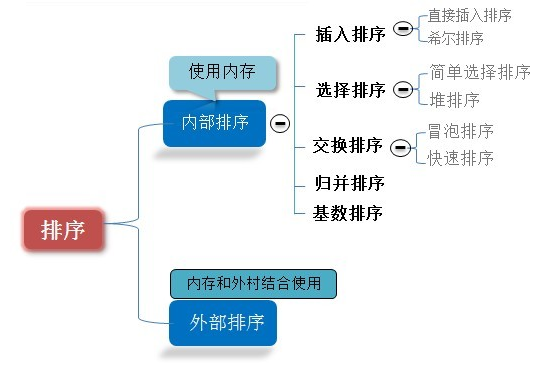 插入排序
直接插入排序
希尔排序
使用内存
选择排序
简单选择排序
堆排序
内部排序
交换排序
冒泡排序
快速排序
归并排序
基数排序
排序
内存和外村结合使用
外部排序